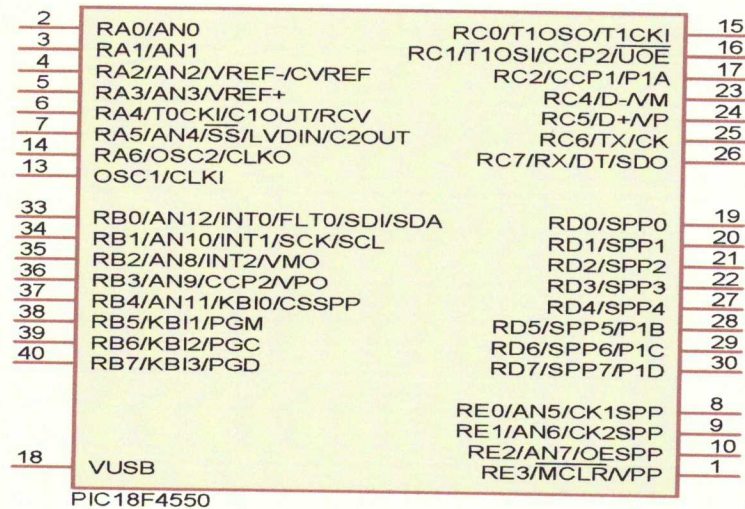 2 RA0/AN0
3 RA1/AN1
4 RA2/AN2/VREF-/CVREF
5 RA3/AN3/VREF+
6 RA4/T0CKI/C1OUT/RCV
7 RA5/AN4/SS/LVDIN/C2OUT
14 RA6/OSC2/CLKO
13 OSC1/CLKI
33 RB0/AN12/INT0/FLT0/SDI/SDA
34 RB1/AN10/INT1/SCK/SCL
35 RB2/AN8/INT2/VMO
36 RB3/AN9/CCP2/VPO
37 RB4/AN11/KBI0/CSSPP
38 RB5/KBI1/PGM
39 RB6/KBI2/PGC
40 RB7/KBI3/PGD
18 VUSB
RC0/T1OSO/T1CKI 15
RC1/T1OSI/CCP2/UOE 16
RC2/CCP1/P1A 17
RC4/D-/VM 23
RC5/D+/VP 24
RC6/TX/CK 25
RC7/RX/DT/SDO 26
RD0/SPP0 19
RD1/SPP1 20
RD2/SPP2 21
RD3/SPP3 22
RD4/SPP4 27
RD5/SPP5/P1B 28
RD6/SPP6/P1C 29
RD7/SPP7/P1D 30
RE0/AN5/CK1SPP 8
RE1/AN6/CK2SPP 9
RE2/AN7/OESPP 10
RE3/MCLR/VPP 1
PIC18F4550